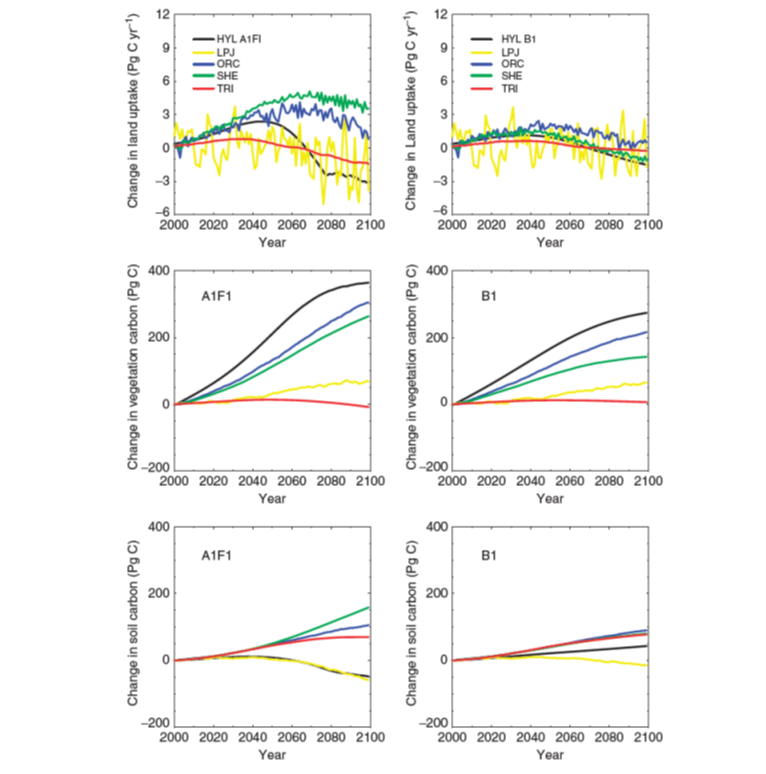 Change in land uptake (Pg C yr⁻¹)
12
9
6
3
0
−3
−6
HYL A1FI
LPJ
ORC
SHE
TRI
2000 2020 2040 2060 2080 2100
Year
Change in Land uptake (Pg C yr⁻¹)
12
9
6
3
0
−3
−6
HYL B1
LPJ
ORC
SHE
TRI
2000 2020 2040 2060 2080 2100
Year
Change in vegetation carbon (Pg C)
400
200
0
−200
A1F1
2000 2020 2040 2060 2080 2100
Year
Change in vegetation carbon (Pg C)
400
200
0
−200
B1
2000 2020 2040 2060 2080 2100
Year
Change in soil carbon (Pg C)
400
200
0
−200
A1F1
2000 2020 2040 2060 2080 2100
Year
Change in soil carbon (Pg C)
400
200
0
−200
B1
2000 2020 2040 2060 2080 2100
Year